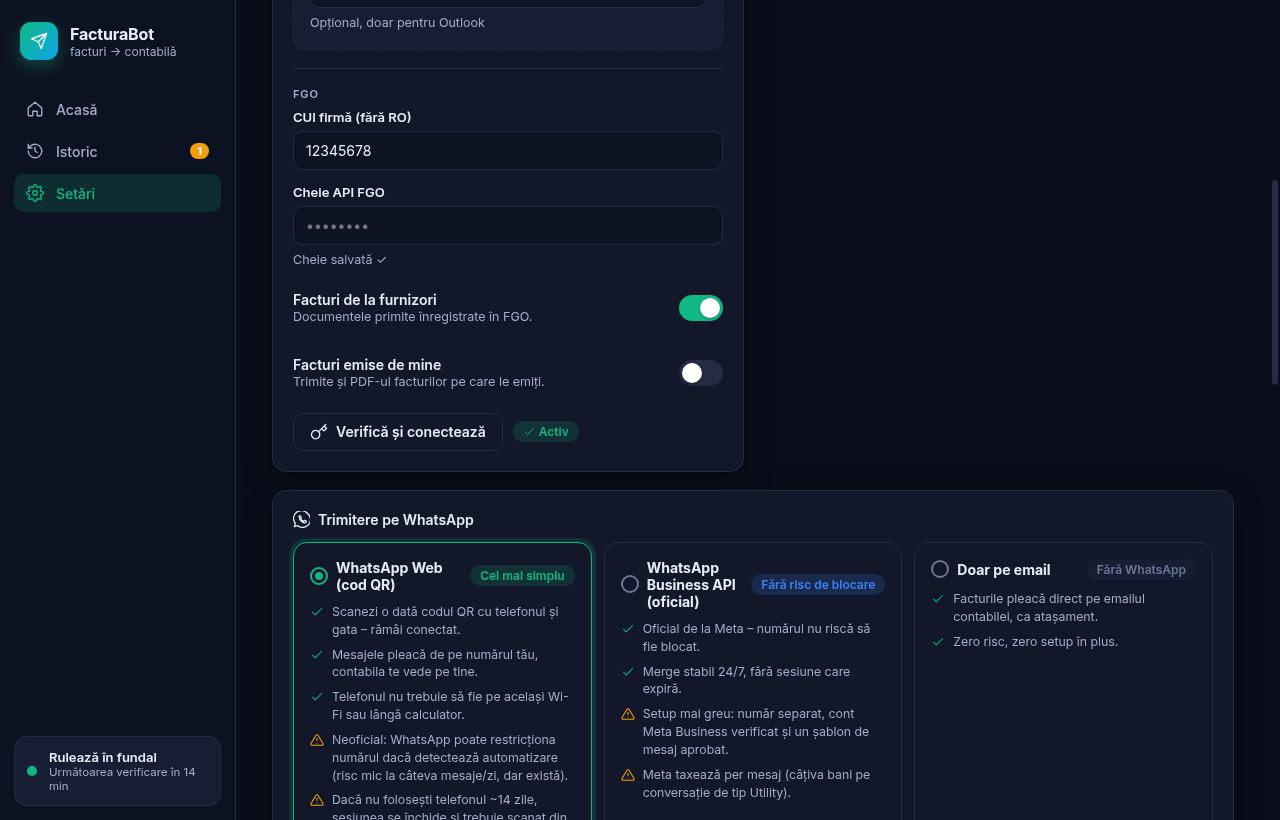 FacturaBot
facturi → contabilă
Acasă
Istoric
1
Setări
Rulează în fundal
Următoarea verificare în 14
min
Opțional, doar pentru Outlook
FGO
CUI firmă (fără RO)
12345678
Cheie API FGO
••••••••
Cheie salvată ✓
Facturi de la furnizori
Documentele primite înregistrate în FGO.
Facturi emise de mine
Trimite și PDF-ul facturilor pe care le emiți.
Verifică și conectează
Activ
Trimitere pe WhatsApp
WhatsApp Web
(cod QR)
Cel mai simplu
Scanezi o dată codul QR cu telefonul și
gata – rămâi conectat.
Mesajele pleacă de pe numărul tău,
contabila te vede pe tine.
Telefonul nu trebuie să fie pe același Wi-
Fi sau lângă calculator.
Neoficial: WhatsApp poate restricționa
numărul dacă detectează automatizare
(risc mic la câteva mesaje/zi, dar există).
Dacă nu folosești telefonul ~14 zile,
sesiunea se închide și trebuie scanat din
WhatsApp
Business API
(oficial)
Fără risc de blocare
Oficial de la Meta – numărul nu riscă să
fie blocat.
Merge stabil 24/7, fără sesiune care
expiră.
Setup mai greu: număr separat, cont
Meta Business verificat și un șablon de
mesaj aprobat.
Meta taxează per mesaj (câțiva bani pe
conversație de tip Utility).
Doar pe email
Fără WhatsApp
Facturile pleacă direct pe emailul
contabilei, ca atașament.
Zero risc, zero setup în plus.